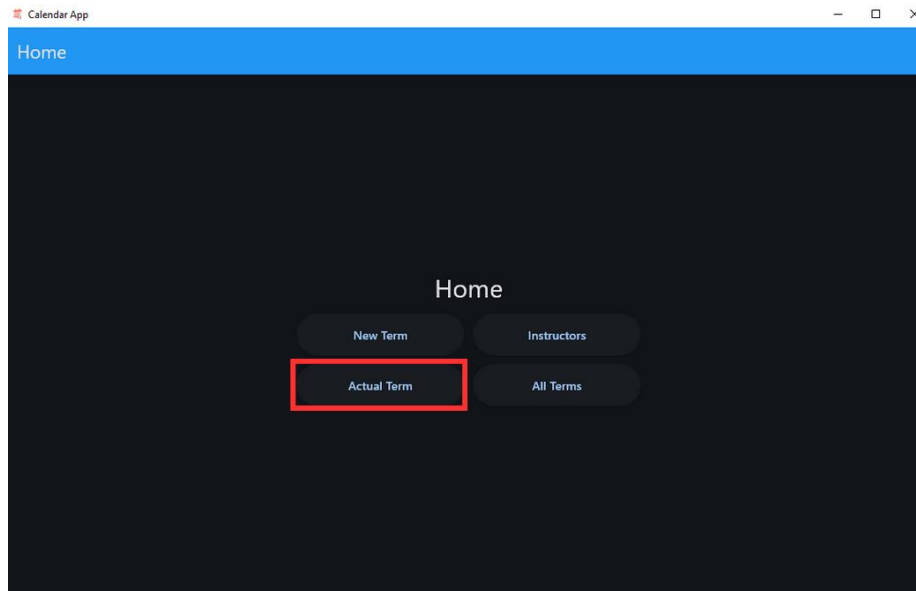 Calendar App
Home
Home
New Term
Instructors
Actual Term
All Terms